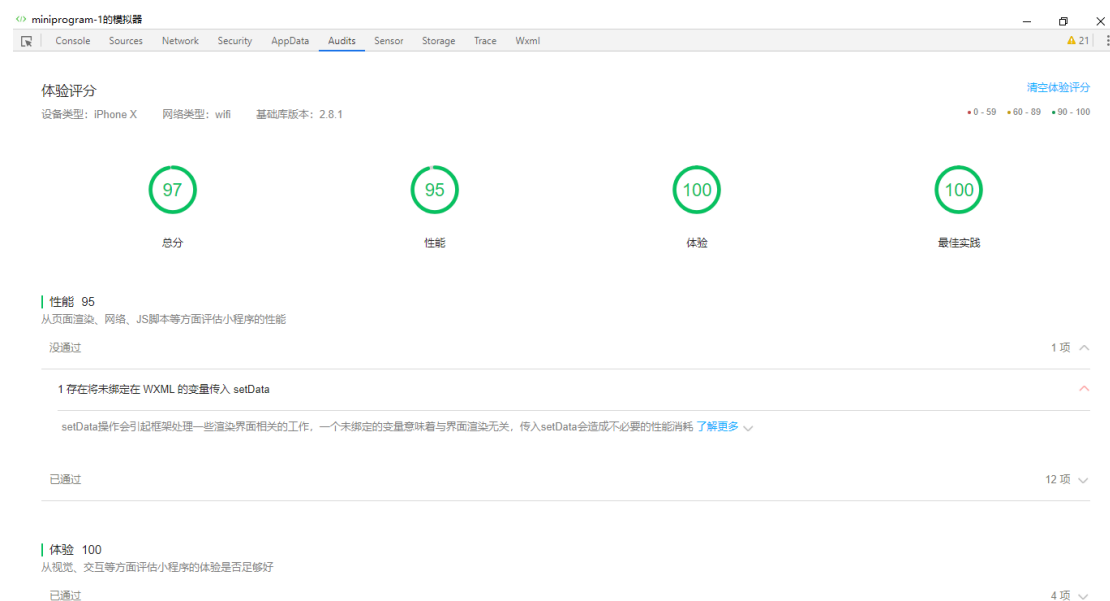 miniprogram-1的模拟器
Console Sources Network Security AppData Audits Sensor Storage Trace Wxml 21
体验评分 清空体验评分
设备类型：iPhone X 网络类型：wifi 基础库版本：2.8.1 0 - 59 60 - 89 90 - 100
97 95 100 100
总分 性能 体验 最佳实践
性能 95
从页面渲染、网络、JS脚本等方面评估小程序的性能
没通过 1 项
1 存在将未绑定在 WXML 的变量传入 setData
setData操作会引起框架处理一些渲染界面相关的工作，一个未绑定的变量意味着与界面渲染无关，传入setData会造成不必要的性能消耗 了解更多
已通过 12 项
体验 100
从视觉、交互等方面评估小程序的体验是否足够好
已通过 4 项